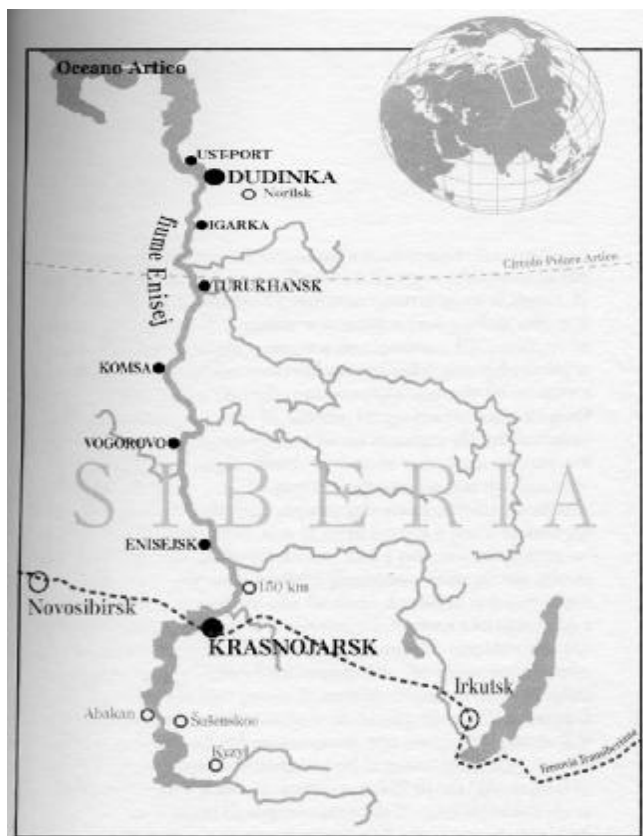 Oceano Artico
UST-PORT
DUDINKA
Norilsk
IGARKA
fiume Enisej
Circolo Polare Artico
TURUKHANSK
KOMSA
VOGOROVO
SIBERIA
ENISEJSK
150 km
Novosibirsk
KRASNOJARSK
Irkutsk
Abakan
Šušenskoe
Kyzyl
Ferrovia Transiberiana